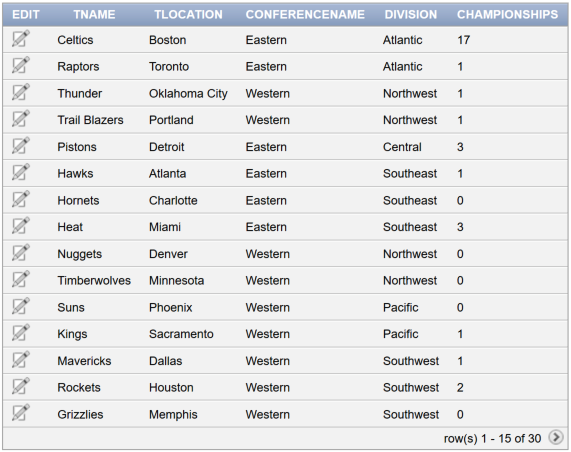 EDIT TNAME TLOCATION CONFERENCENAME DIVISION CHAMPIONSHIPS
Celtics Boston Eastern Atlantic 17
Raptors Toronto Eastern Atlantic 1
Thunder Oklahoma City Western Northwest 1
Trail Blazers Portland Western Northwest 1
Pistons Detroit Eastern Central 3
Hawks Atlanta Eastern Southeast 1
Hornets Charlotte Eastern Southeast 0
Heat Miami Eastern Southeast 3
Nuggets Denver Western Northwest 0
Timberwolves Minnesota Western Northwest 0
Suns Phoenix Western Pacific 0
Kings Sacramento Western Pacific 1
Mavericks Dallas Western Southwest 1
Rockets Houston Western Southwest 2
Grizzlies Memphis Western Southwest 0
row(s) 1 - 15 of 30